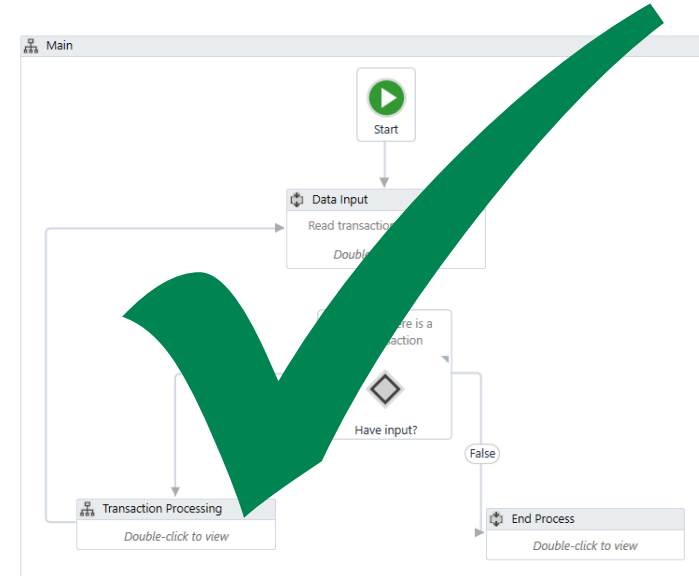 Main
Start
Data Input
Read transaction
Double
ere is a
action
Have input?
False
Transaction Processing
Double-click to view
End Process
Double-click to view